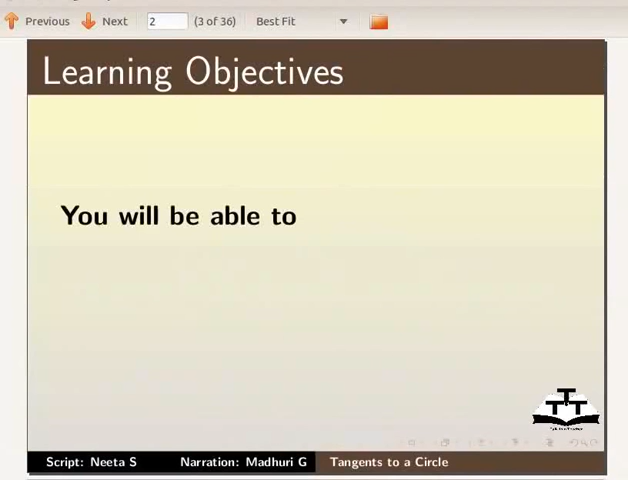 Previous Next 2 (3 of 36) Best Fit
Learning Objectives
You will be able to
TTT
Script: Neeta S Narration: Madhuri G Tangents to a Circle